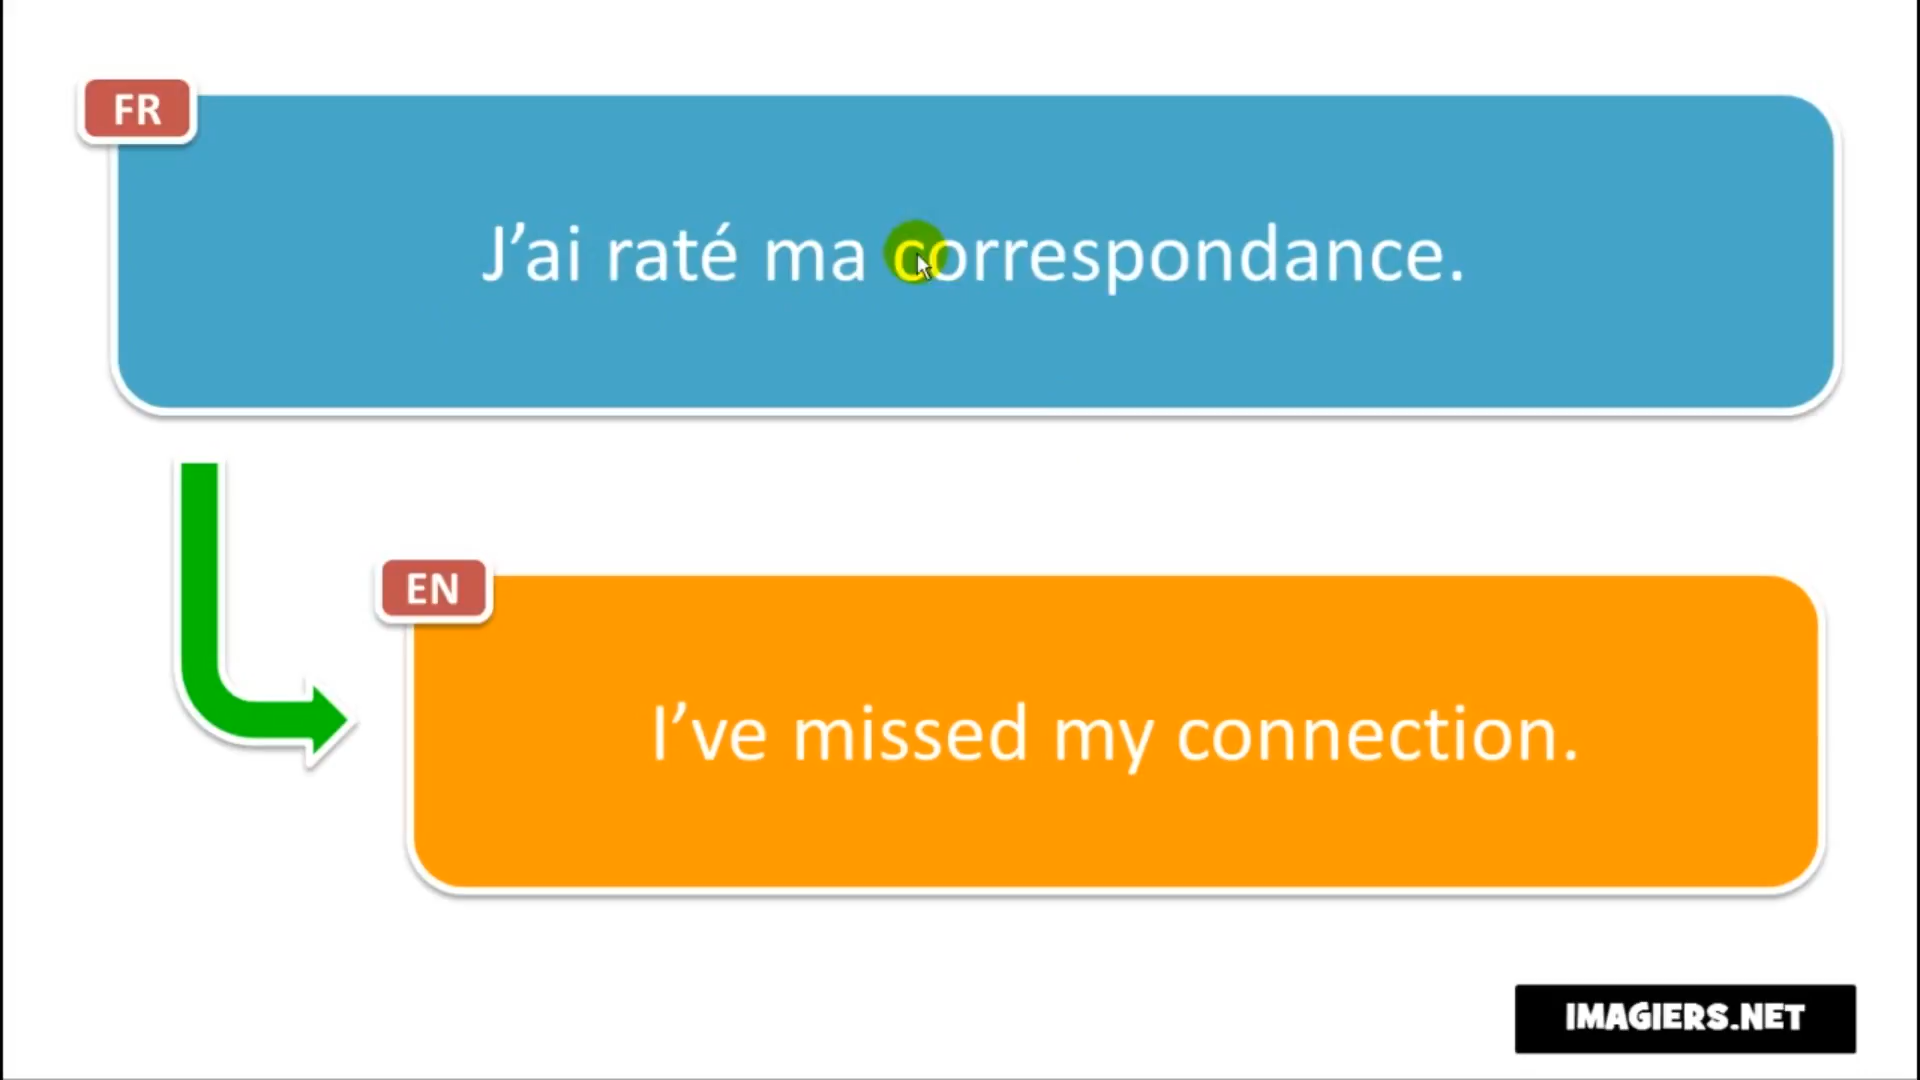 FR
J’ai raté ma correspondance.
EN
I’ve missed my connection.
IMAGIERS.NET